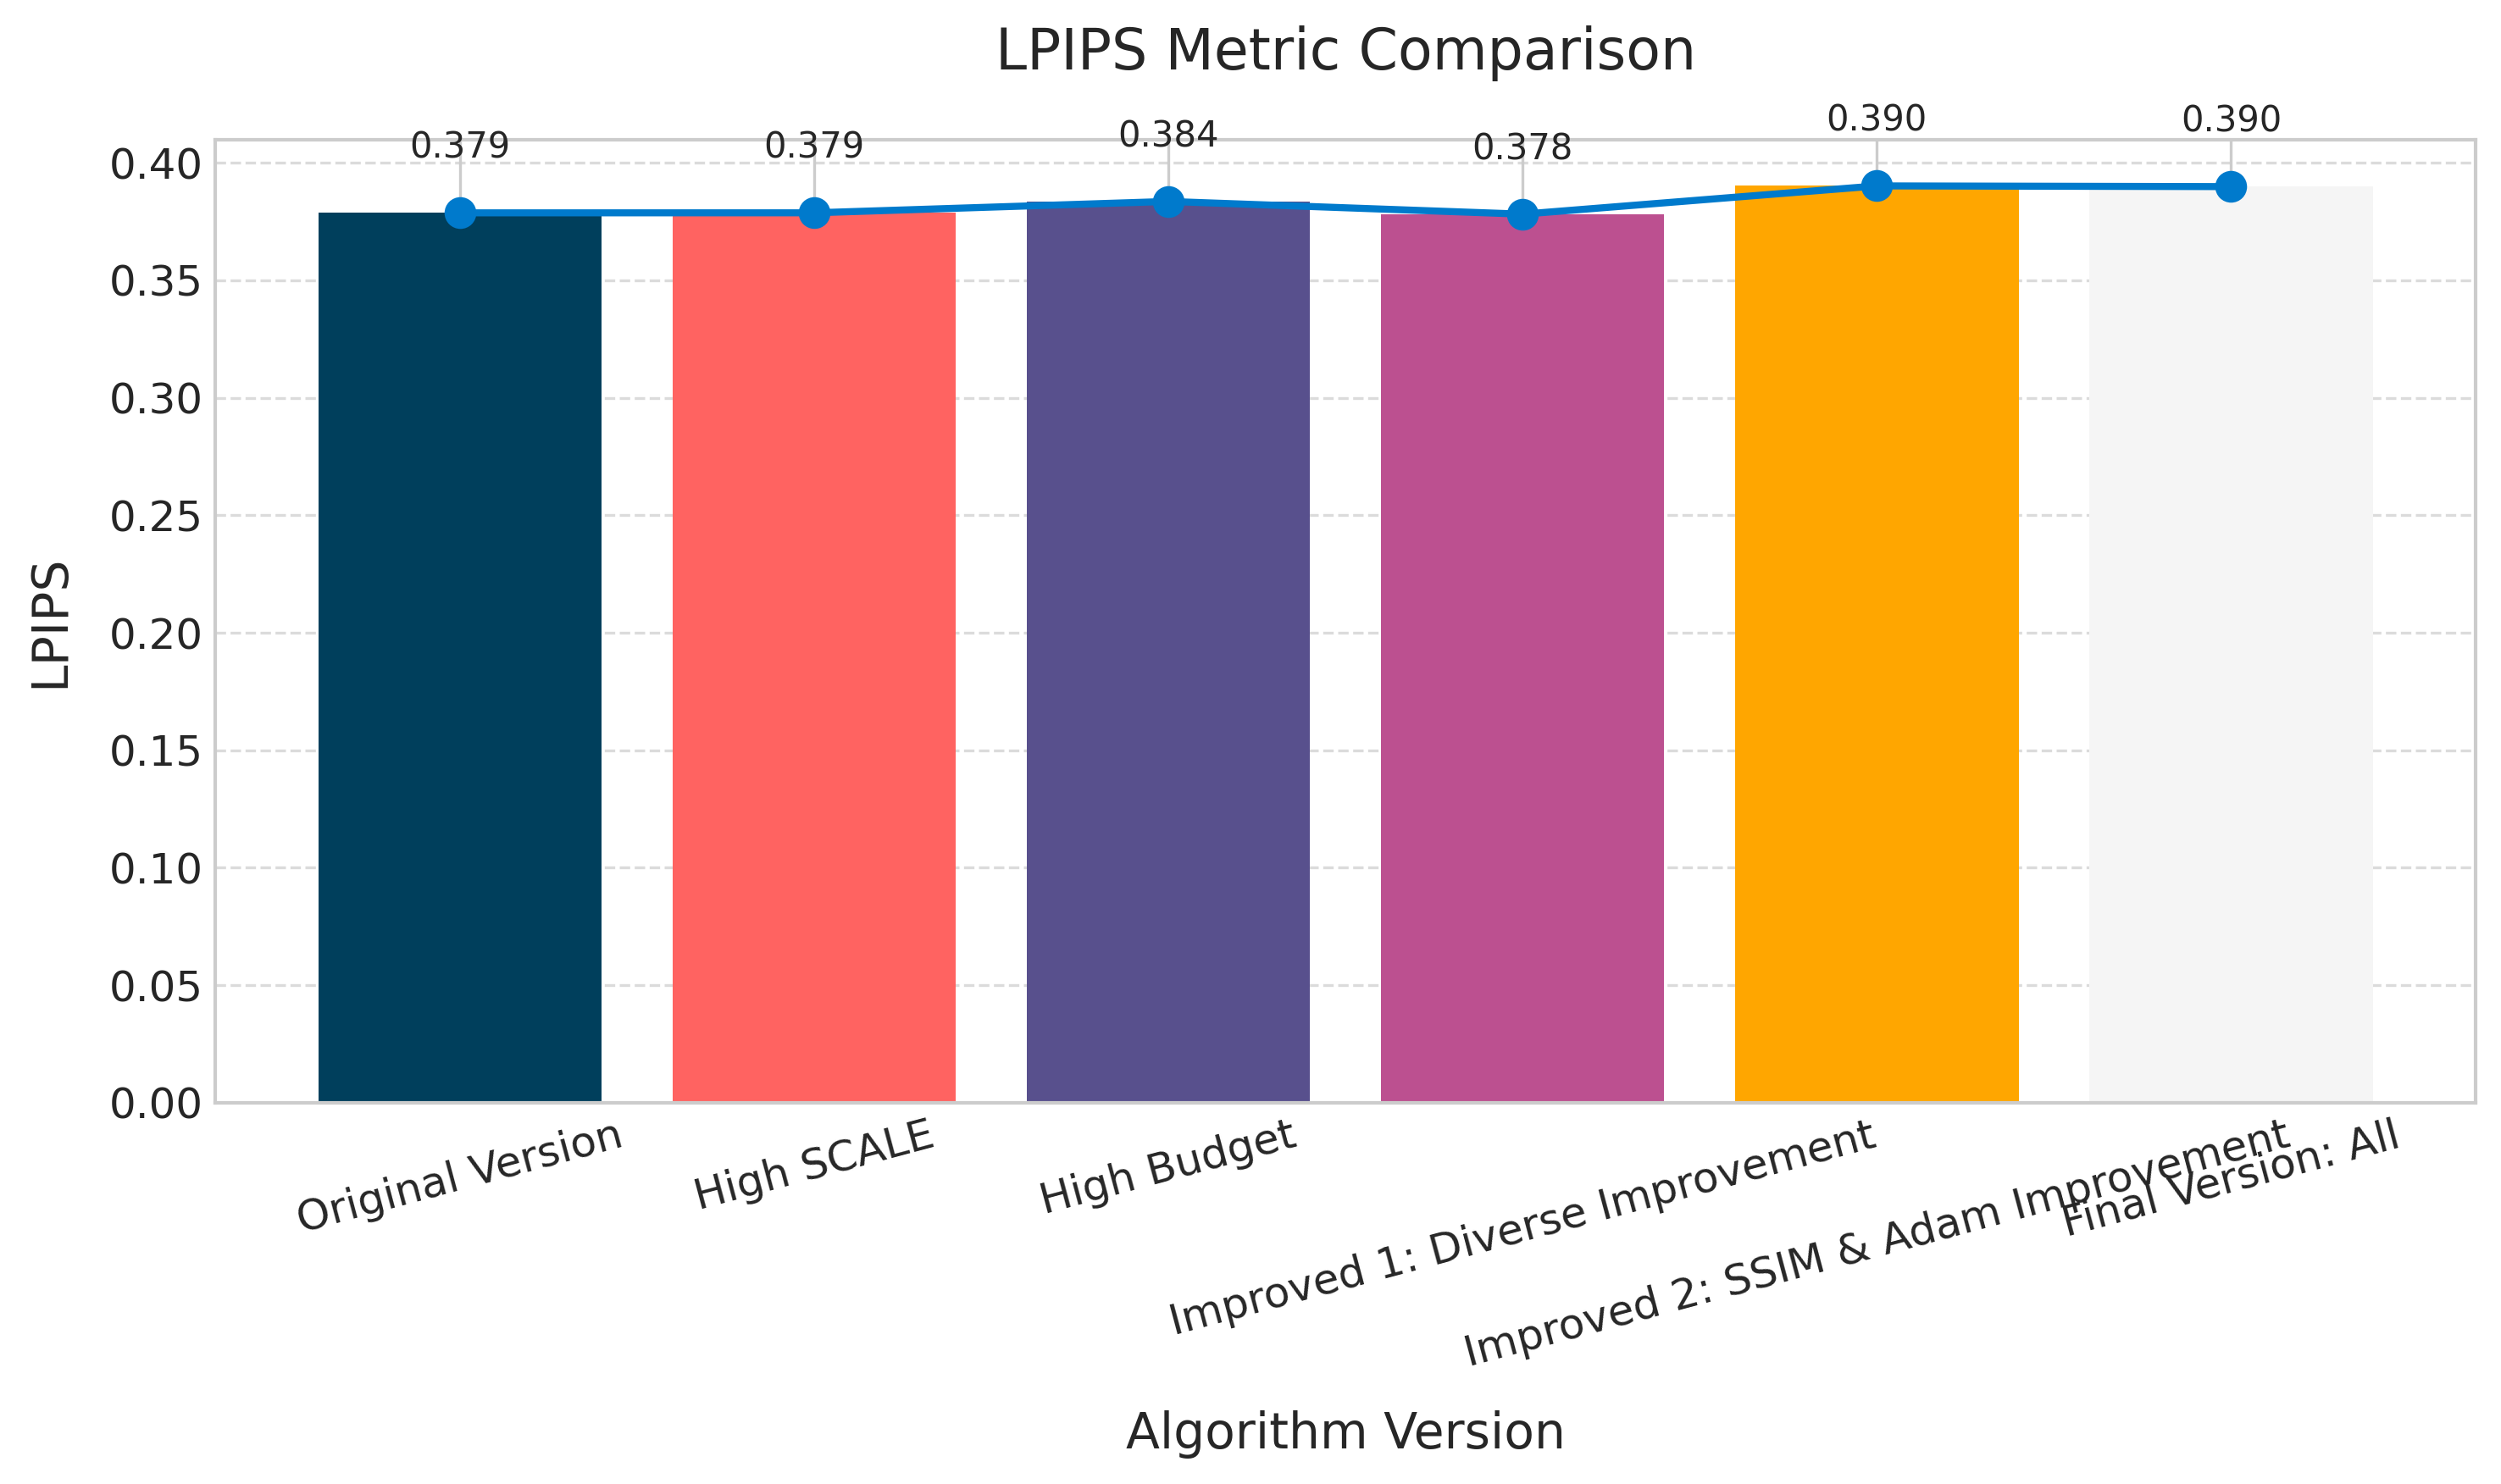 LPIPS Metric Comparison
0.379
0.379
0.384
0.378
0.390
0.390
0.40
0.35
0.30
0.25
0.20
0.15
0.10
0.05
0.00
LPIPS
Original Version
High SCALE
High Budget
Improved 1: Diverse Improvement
Improved 2: SSIM & Adam Improvement
Final Version: All
Algorithm Version